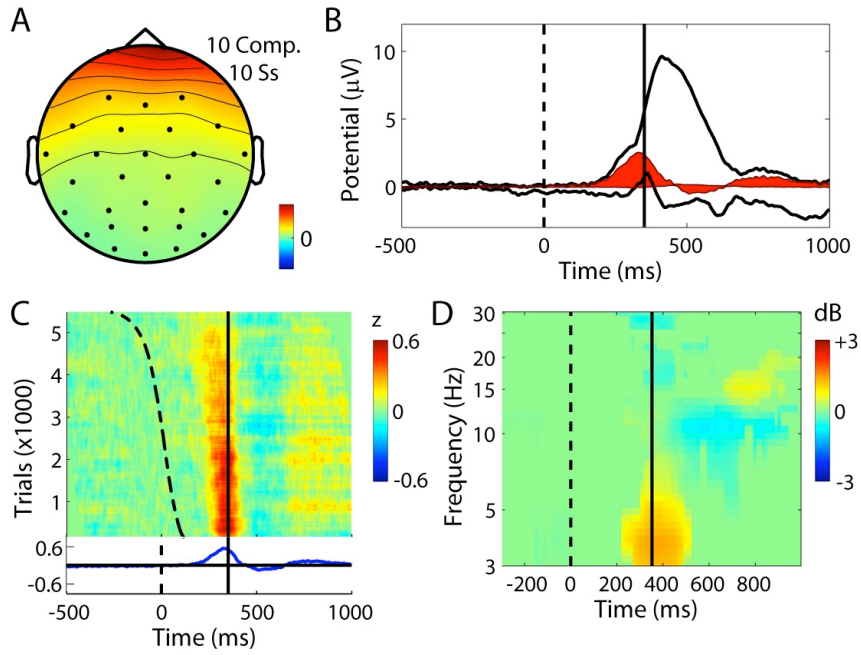 A
10 Comp.
10 Ss
0
B
Potential (μV)
10
5
0
-500
0
500
1000
Time (ms)
C
Trials (x1000)
5
4
3
2
1
z
0.6
0
-0.6
0.6
-0.6
-500
0
500
1000
Time (ms)
D
Frequency (Hz)
30
20
15
10
5
3
dB
+3
0
-3
-200
0
200
400
600
800
Time (ms)